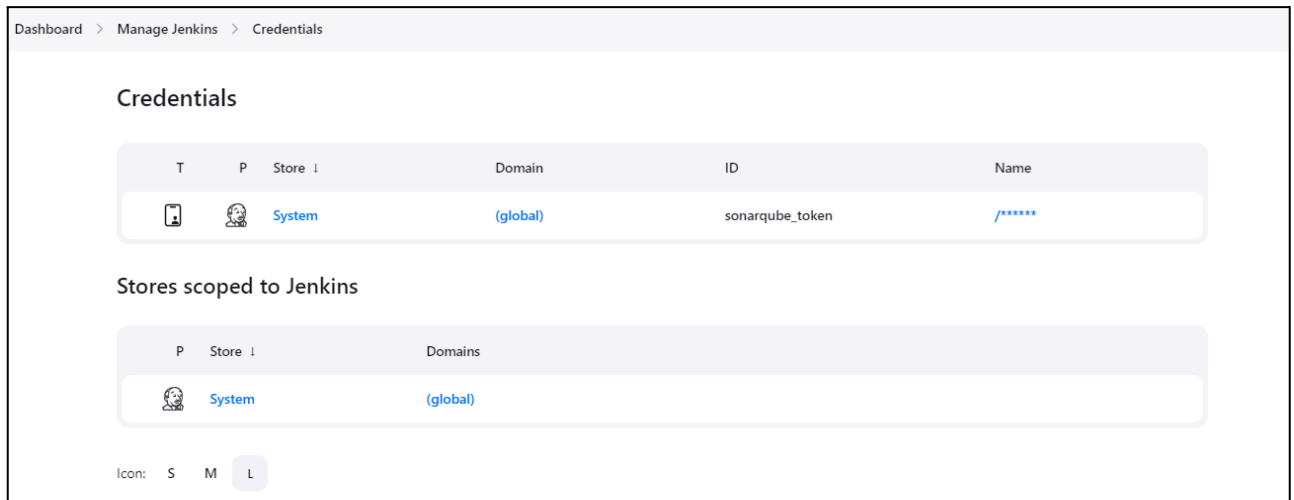 Dashboard > Manage Jenkins > Credentials
Credentials
T P Store ↓ Domain ID Name
System (global) sonarqube_token /******
Stores scoped to Jenkins
P Store ↓ Domains
System (global)
Icon: S M L